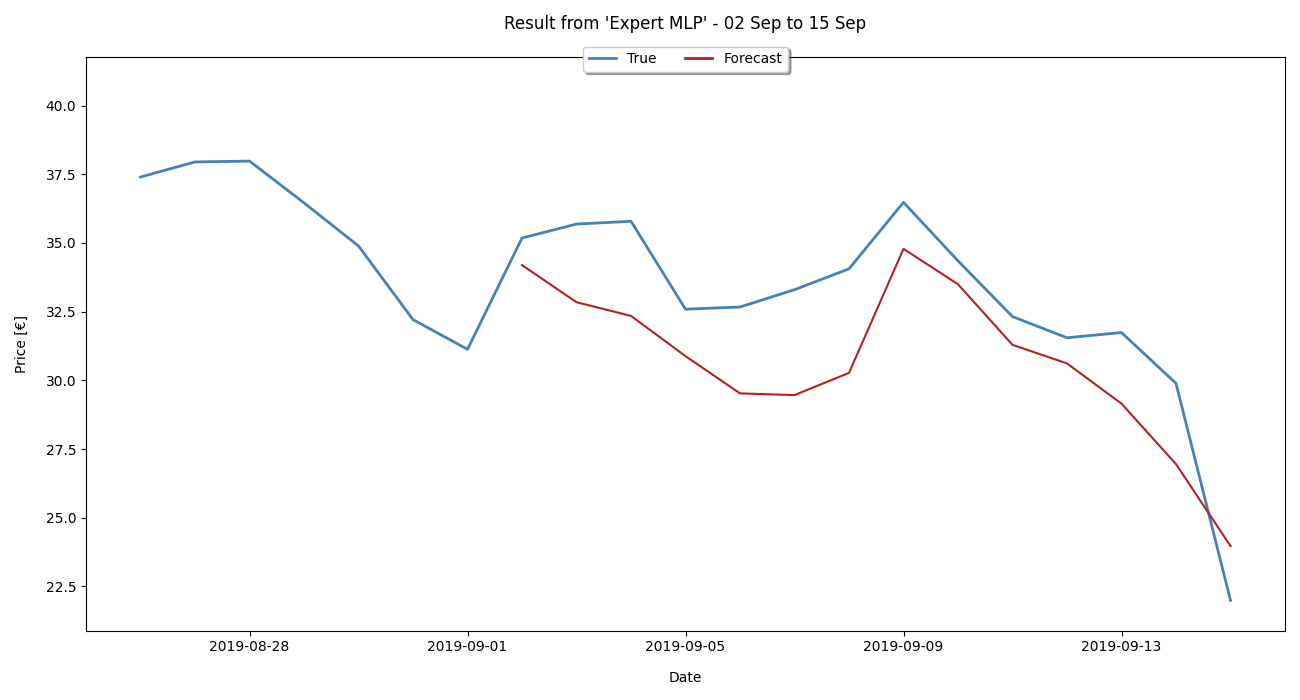 Result from 'Expert MLP' - 02 Sep to 15 Sep
True Forecast
40.0
37.5
35.0
32.5
30.0
27.5
25.0
22.5
Price [€]
2019-08-28 2019-09-01 2019-09-05 2019-09-09 2019-09-13
Date